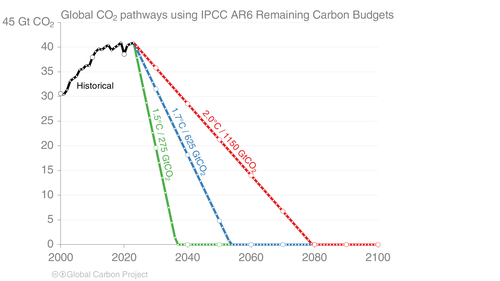 Global CO₂ pathways using IPCC AR6 Remaining Carbon Budgets
45 Gt CO₂
40
35
30
25
20
15
10
5
0
Historical
1.5°C / 275 GtCO₂
1.7°C / 625 GtCO₂
2.0°C / 1150 GtCO₂
2000
2020
2040
2060
2080
2100
Global Carbon Project